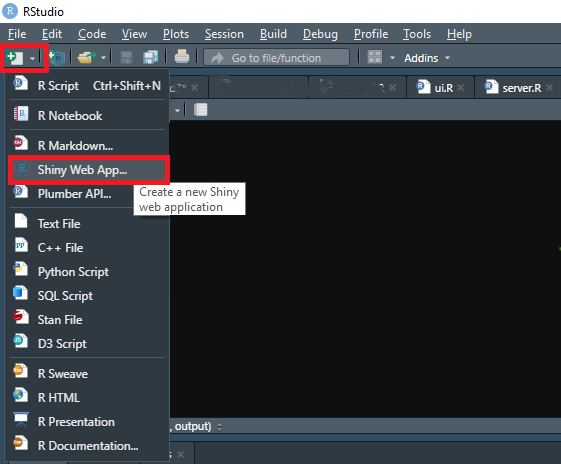 RStudio
File Edit Code View Plots Session Build Debug Profile Tools Help
Go to file/function Addins
R Script Ctrl+Shift+N
ui.R server.R
R Notebook
R Markdown...
Shiny Web App...
Create a new Shiny
web application
Plumber API...
Text File
C++ File
Python Script
SQL Script
Stan File
D3 Script
R Sweave
R HTML
R Presentation
, output)
R Documentation...